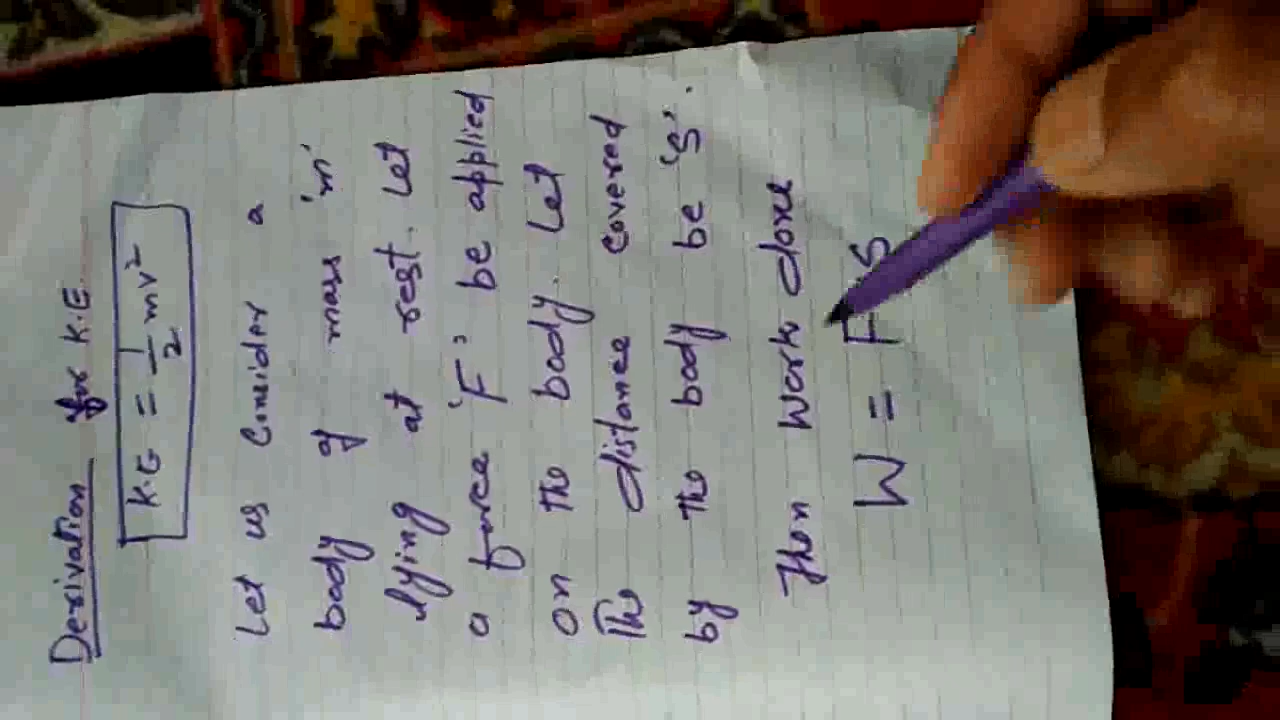 Derivation for K.E.
K.E = 1/2 mv²
Let us Consider a
body of mass 'm'
lying at rest. Let
a force 'F' be applied
on the body. Let
The distance covered
by the body be 'S'.
Then Work done
W = F S